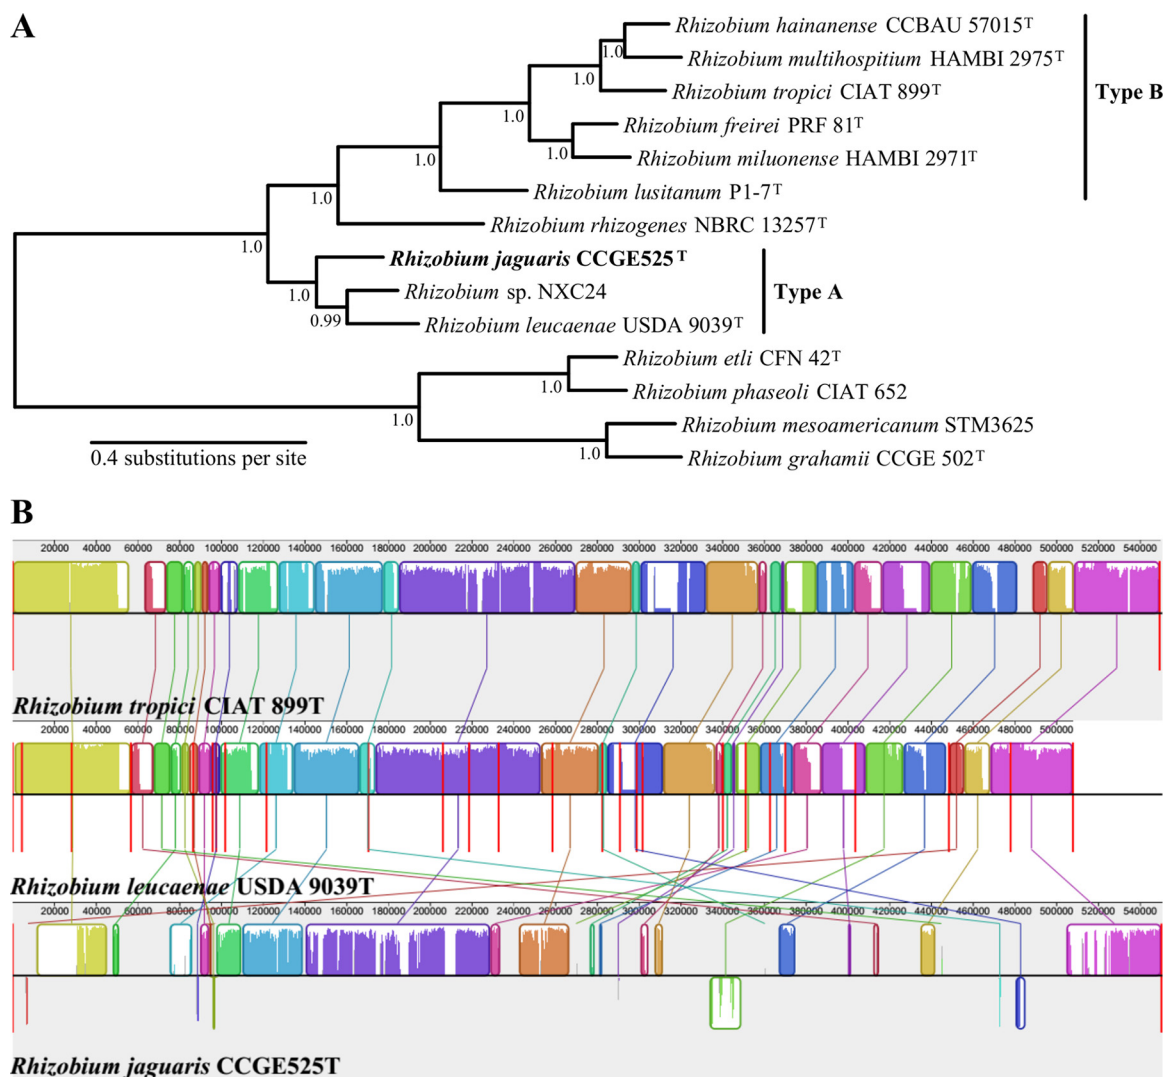 A
Rhizobium hainanense CCBAU 57015T
1.0
Rhizobium multihospitium HAMBI 2975T
1.0
Type B
Rhizobium tropici CIAT 899T
1.0
Rhizobium freirei PRF 81T
1.0
1.0
Rhizobium miluonense HAMBI 2971T
Rhizobium lusitanum P1-7T
1.0
Rhizobium rhizogenes NBRC 13257T
1.0
Rhizobium jaguaris CCGE525T
1.0
Rhizobium sp. NXC24
Type A
0.99
Rhizobium leucaenae USDA 9039T
Rhizobium etli CFN 42T
1.0
Rhizobium phaseoli CIAT 652
1.0
Rhizobium mesoamericanum STM3625
0.4 substitutions per site
1.0
Rhizobium grahamii CCGE 502T
B
20000 40000 60000 80000 100000 120000 140000 160000 180000 200000 220000 240000 260000 280000 300000 320000 340000 360000 380000 400000 420000 440000 460000 480000 500000 520000 540000
Rhizobium tropici CIAT 899T
20000 40000 60000 80000 100000 120000 140000 160000 180000 200000 220000 240000 260000 280000 300000 320000 340000 360000 380000 400000 420000 440000 460000 480000 500000
Rhizobium leucaenae USDA 9039T
20000 40000 60000 80000 100000 120000 140000 160000 180000 200000 220000 240000 260000 280000 300000 320000 340000 360000 380000 400000 420000 440000 460000 480000 500000 520000 540000
Rhizobium jaguaris CCGE525T